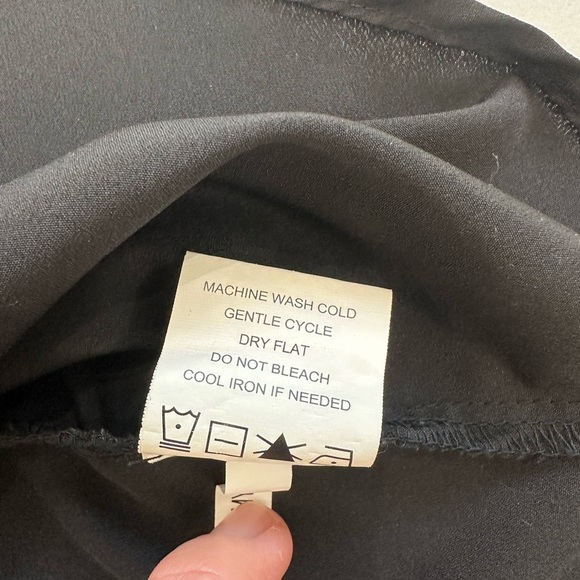 MACHINE WASH COLD
GENTLE CYCLE
DRY FLAT
DO NOT BLEACH
COOL IRON IF NEEDED